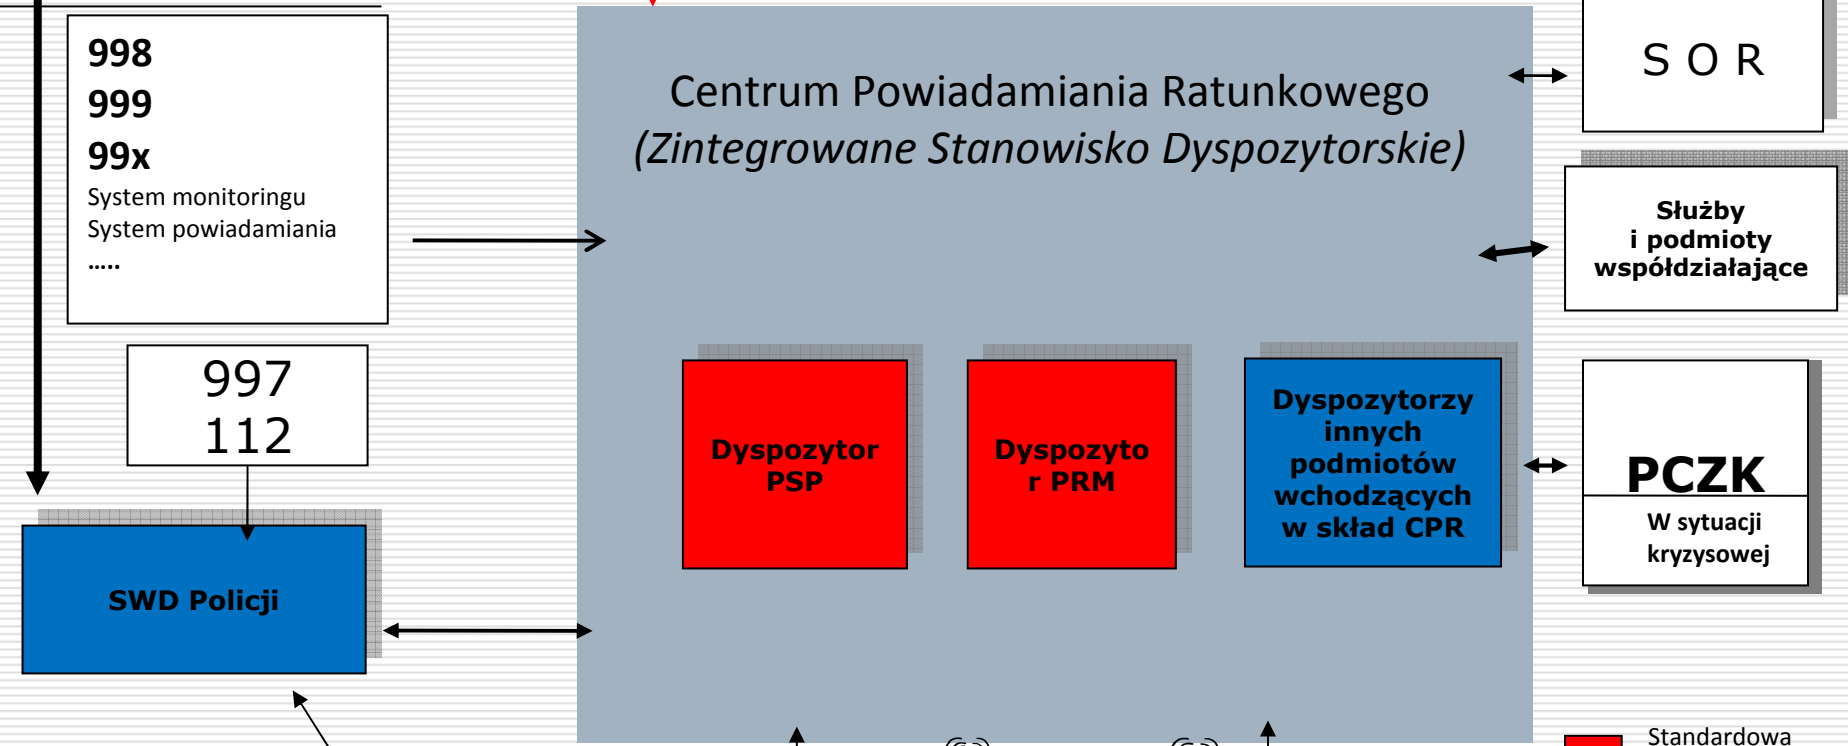 998
999
99x
System monitoringu
System powiadamiania
…..
997
112
SWD Policji
Centrum Powiadamiania Ratunkowego
(Zintegrowane Stanowisko Dyspozytorskie)
Dyspozytor
PSP
Dyspozyto
r PRM
Dyspozytorzy
innych
podmiotów
wchodzących
w skład CPR
S O R
Służby
i podmioty
współdziałające
PCZK
W sytuacji
kryzysowej
Standardowa